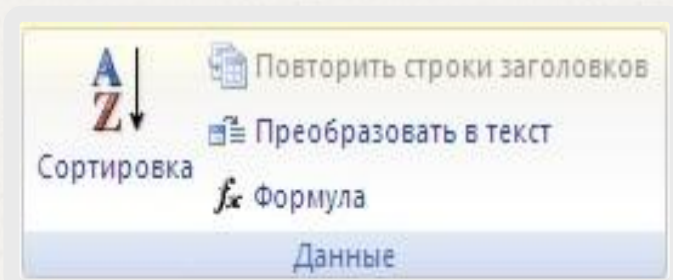 A
Z
Сортировка
Повторить строки заголовков
Преобразовать в текст
fx Формула
Данные